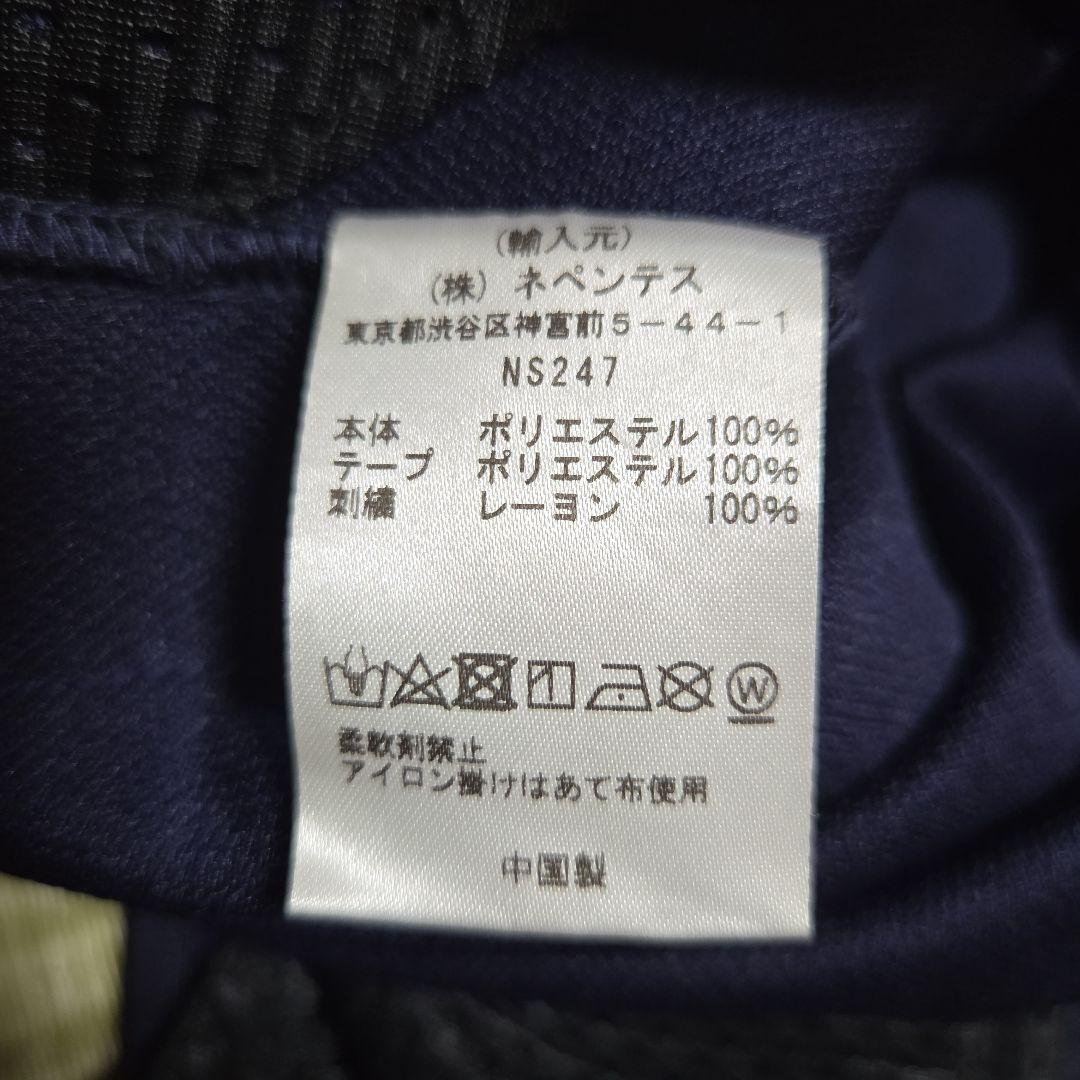 (輸入元)
(株) ネペンテス
東京都渋谷区神宮前5-44-1
NS247
本体 ポリエステル100%
テープ ポリエステル100%
刺繍 レーヨン 100%
W
柔軟剤禁止
アイロン掛けはあて布使用
中国製